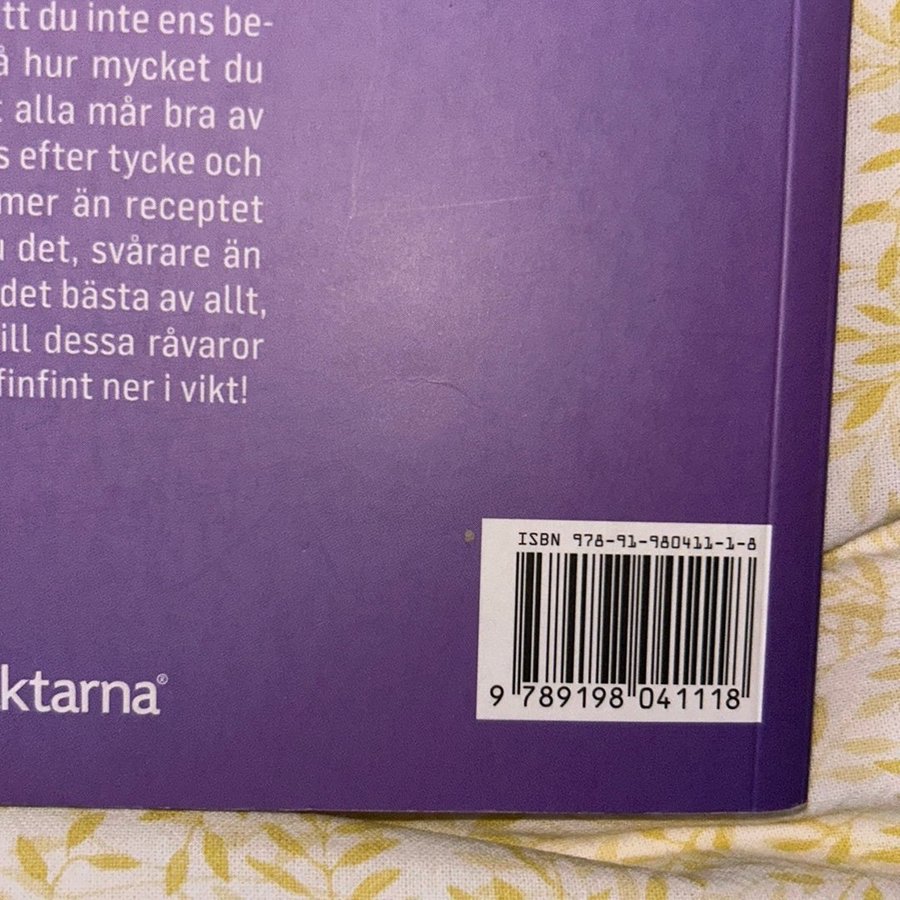 tt du inte ens be-
å hur mycket du
t alla mår bra av
s efter tycke och
mer än receptet
u det, svårare än
det bästa av allt,
ill dessa råvaror
finfint ner i vikt!
ktarna®
ISBN 978-91-980411-1-8
9 789198 041118